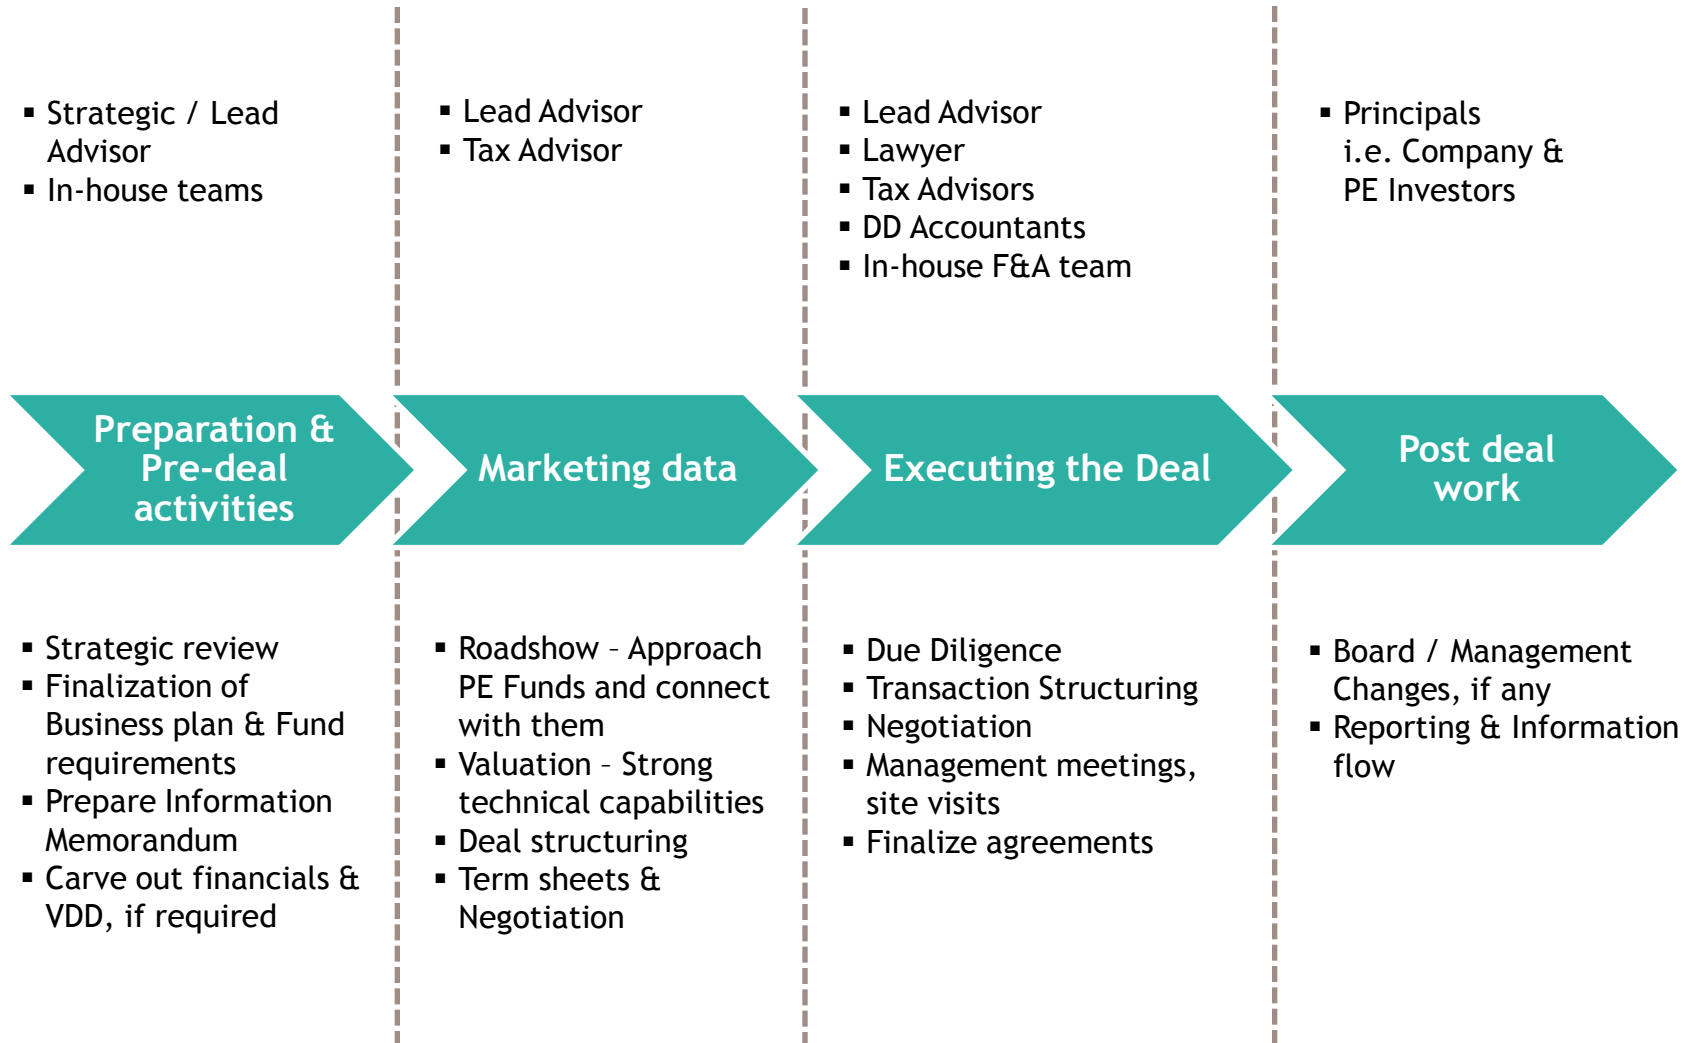 ▪ Strategic / Lead
Advisor
▪ In-house teams
▪ Lead Advisor
▪ Tax Advisor
▪ Lead Advisor
▪ Lawyer
▪ Tax Advisors
▪ DD Accountants
▪ In-house F&A team
▪ Principals
i.e. Company &
PE Investors
Preparation &
Pre-deal
activities
Marketing data
Executing the Deal
Post deal
work
▪ Strategic review
▪ Finalization of
Business plan & Fund
requirements
▪ Prepare Information
Memorandum
▪ Carve out financials &
VDD, if required
▪ Roadshow – Approach
PE Funds and connect
with them
▪ Valuation – Strong
technical capabilities
▪ Deal structuring
▪ Term sheets &
Negotiation
▪ Due Diligence
▪ Transaction Structuring
▪ Negotiation
▪ Management meetings,
site visits
▪ Finalize agreements
▪ Board / Management
Changes, if any
▪ Reporting & Information
flow